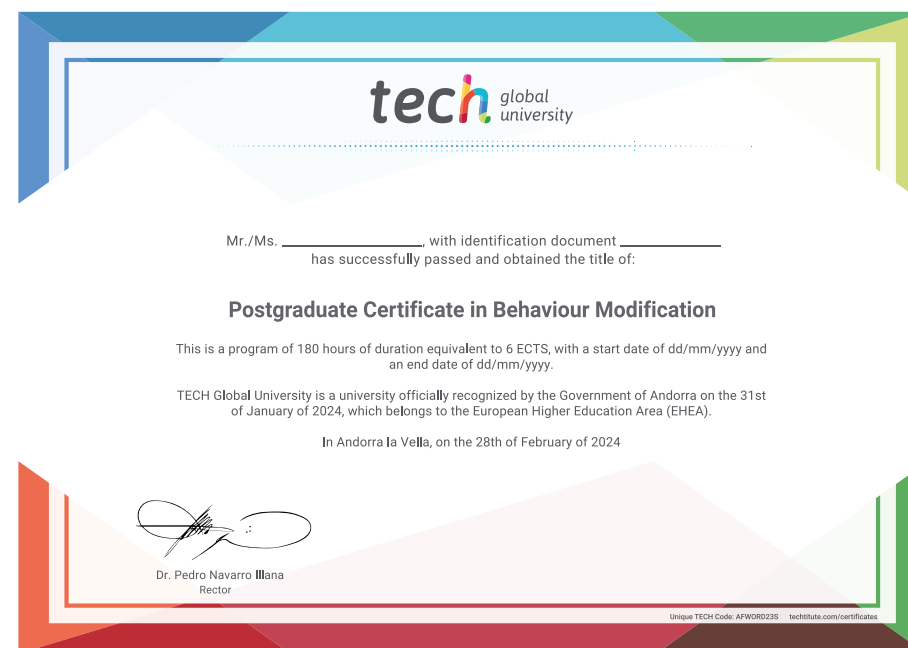 tech global
university
Mr./Ms. ____________________, with identification document ______________
has successfully passed and obtained the title of:
Postgraduate Certificate in Behaviour Modification
This is a program of 180 hours of duration equivalent to 6 ECTS, with a start date of dd/mm/yyyy and
an end date of dd/mm/yyyy.
TECH Global University is a university officially recognized by the Government of Andorra on the 31st
of January of 2024, which belongs to the European Higher Education Area (EHEA).
In Andorra la Vella, on the 28th of February of 2024
Dr. Pedro Navarro Illana
Rector
Unique TECH Code: AFWORD23S techtitute.com/certificates